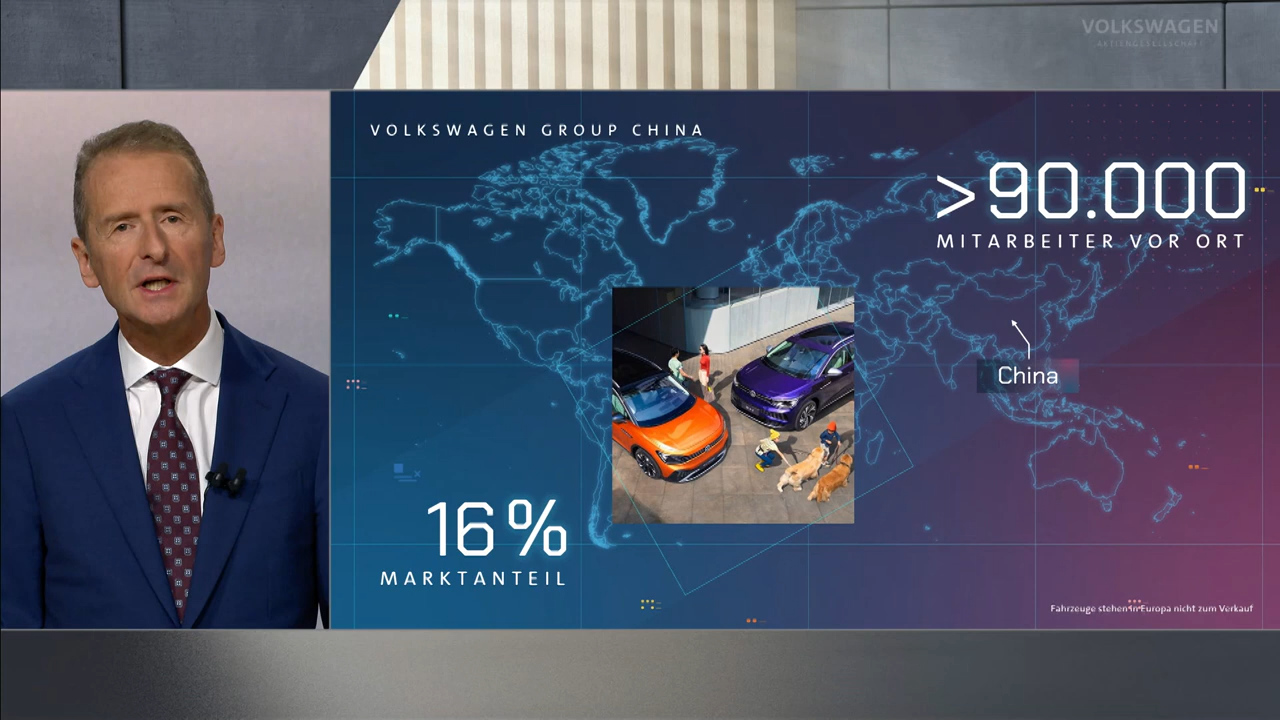 VOLKSWAGEN
AKTIENGESELLSCHAFT
VOLKSWAGEN GROUP CHINA
>90.000
MITARBEITER VOR ORT
China
16%
MARKTANTEIL
Fahrzeuge stehen in Europa nicht zum Verkauf